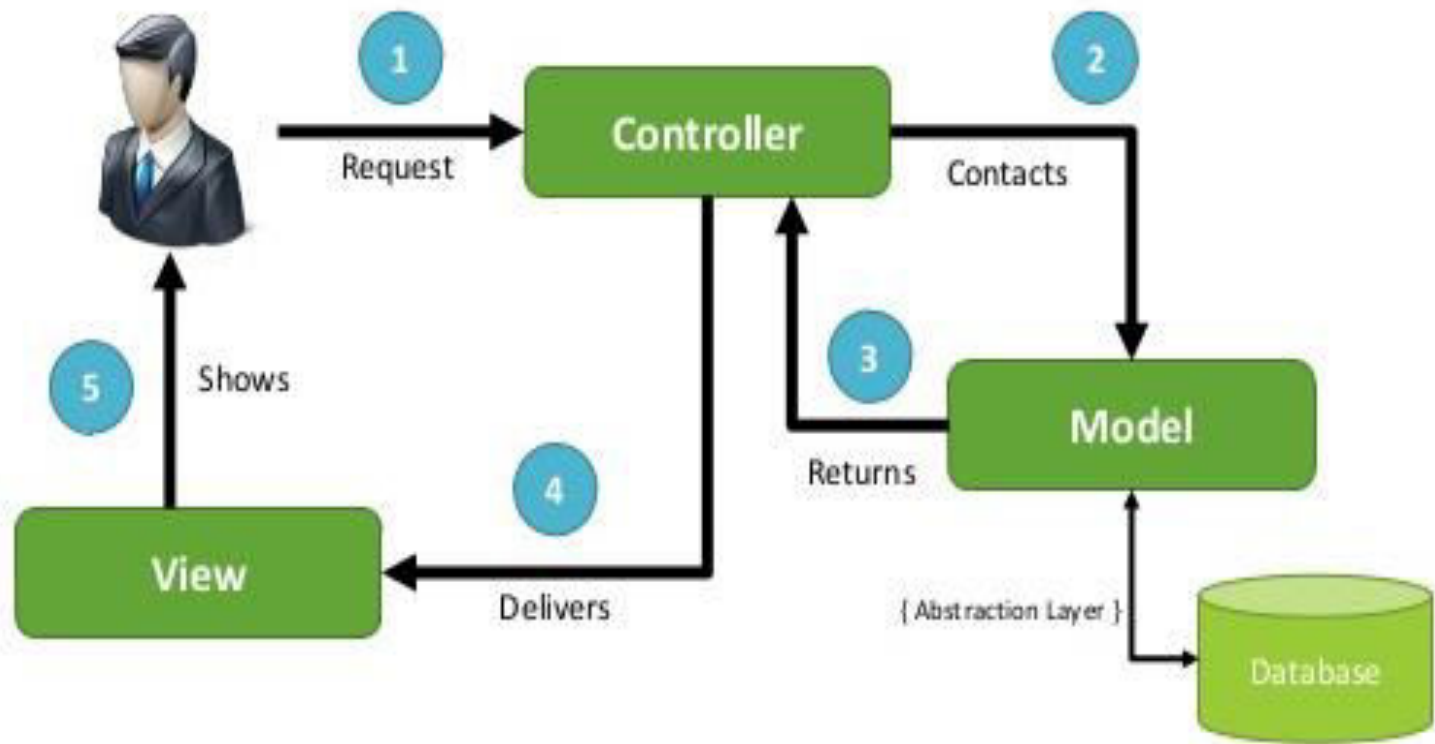 1
2
Controller
Request
Contacts
3
5
Shows
Model
Returns
4
View
Delivers
{ Abstraction Layer }
Database